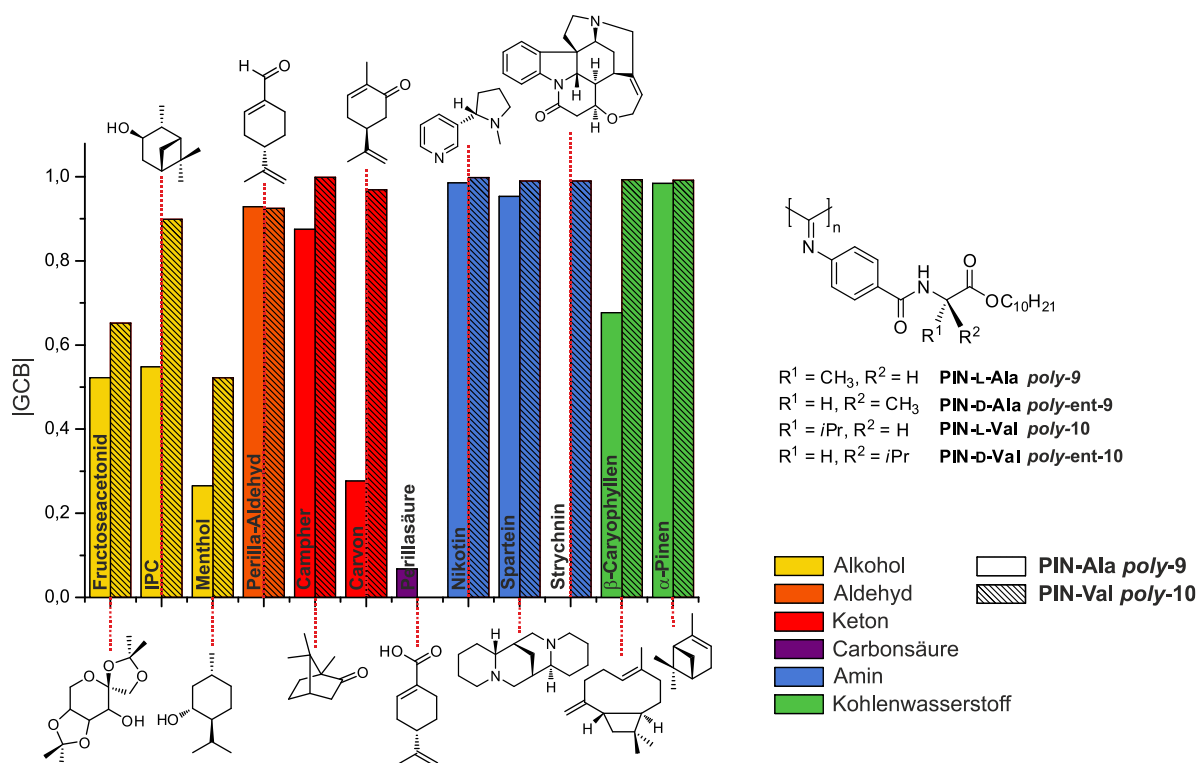 N
N
H
H
O
H
O
H
O
O
H
N
N
HO
1,0
0,8
0,6
0,4
0,2
0,0
|GCB|
Fructoseacetonid
IPC
Menthol
Perilla-Aldehyd
Campher
Carvon
Perillasäure
Nikotin
Spartein
Strychnin
β-Caryophyllen
α-Pinen
n
N
H
N
O
O
OC10H21
R1
R2
R1 = CH3, R2 = H PIN-L-Ala poly-9
R1 = H, R2 = CH3 PIN-D-Ala poly-ent-9
R1 = iPr, R2 = H PIN-L-Val poly-10
R1 = H, R2 = iPr PIN-D-Val poly-ent-10
Alkohol
Aldehyd
Keton
Carbonsäure
Amin
Kohlenwasserstoff
PIN-Ala poly-9
PIN-Val poly-10
O
O
O
O
O
OH
HO
O
O
OH
H
N
N
H
H
H